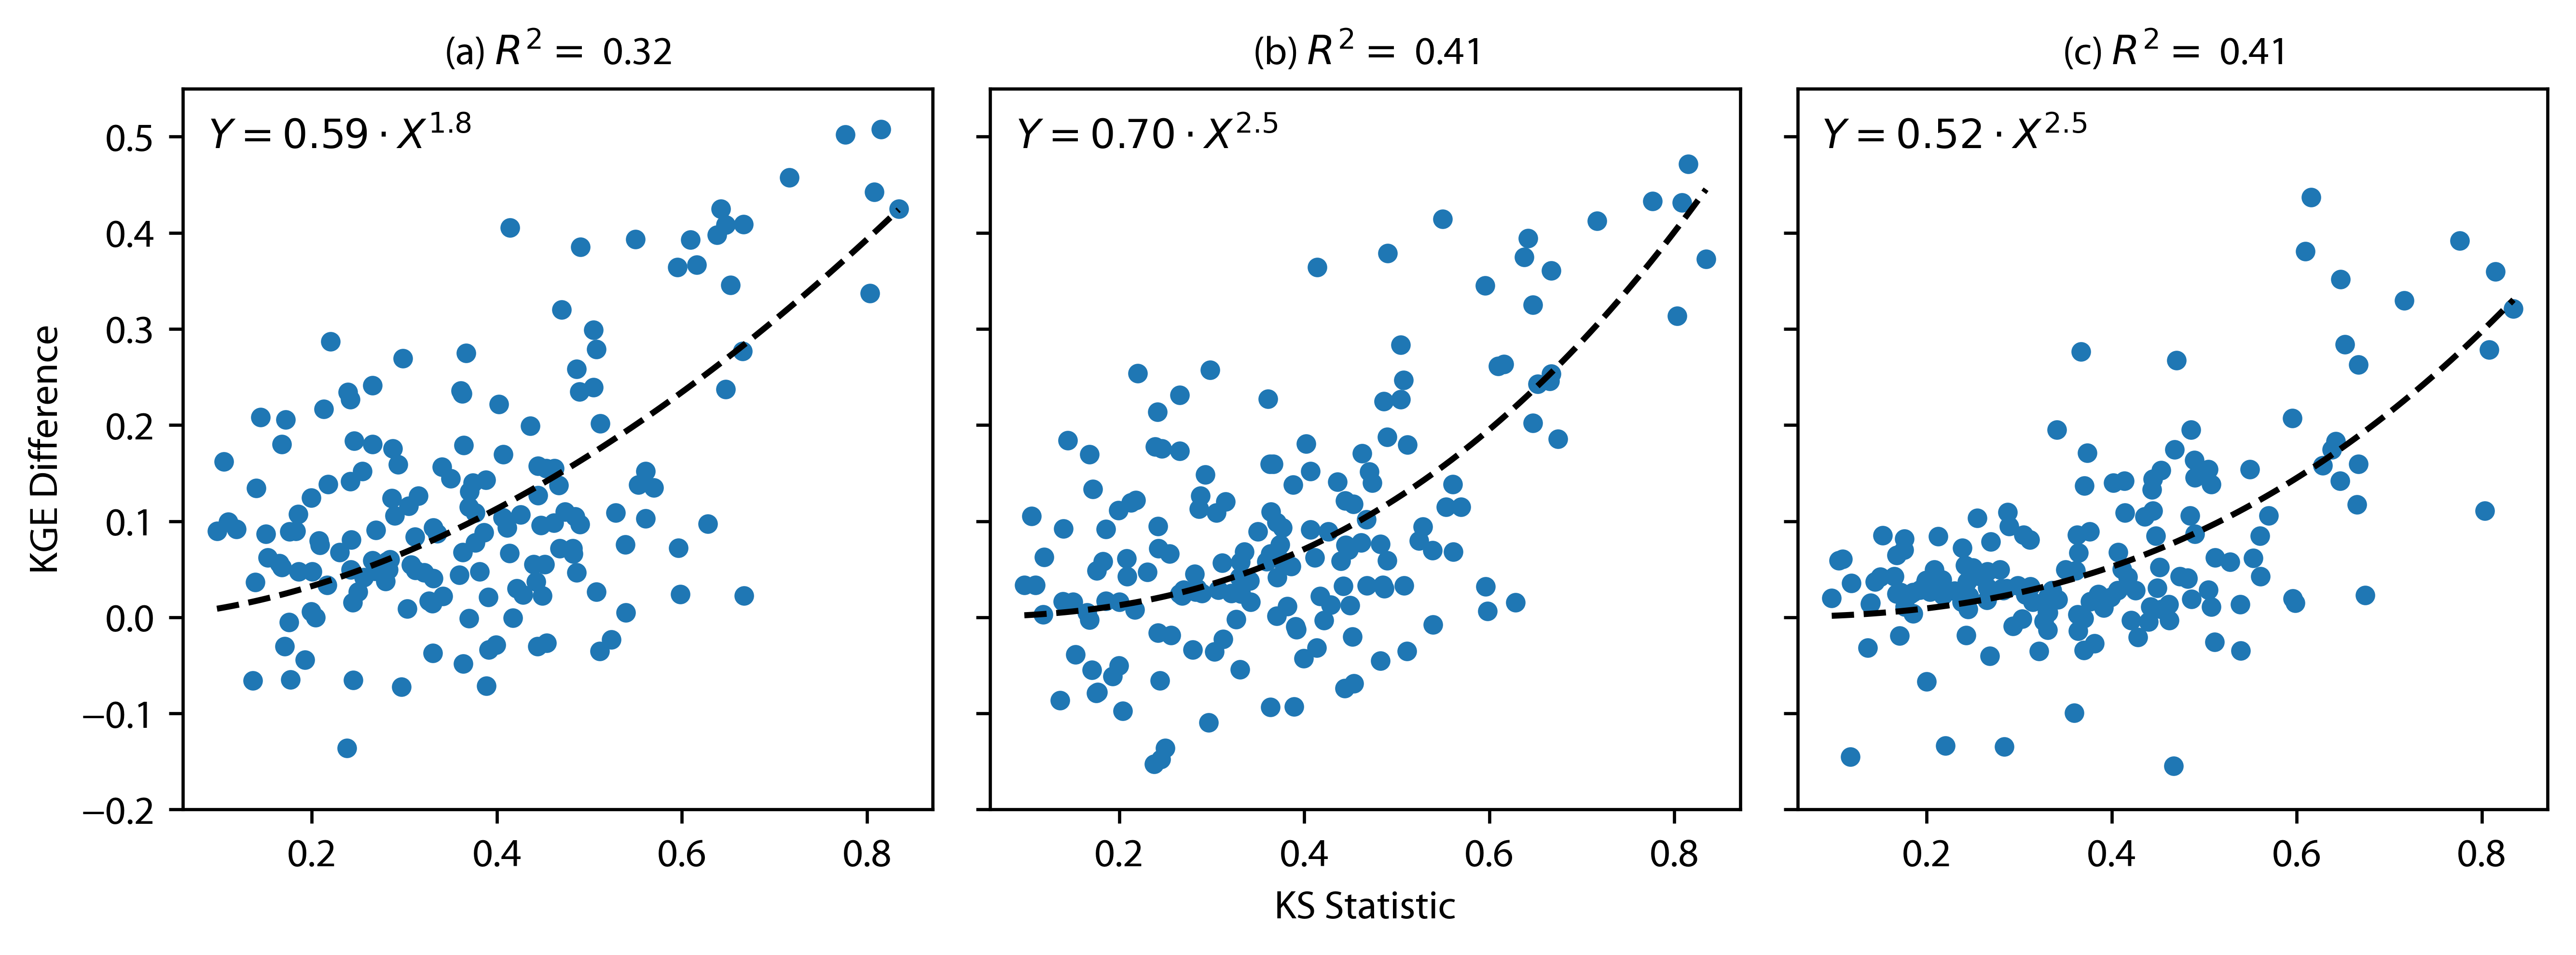 (a) R² = 0.32
(b) R² = 0.41
(c) R² = 0.41
Y = 0.59 · X^1.8
Y = 0.70 · X^2.5
Y = 0.52 · X^2.5
KGE Difference
0.5
0.4
0.3
0.2
0.1
0.0
−0.1
−0.2
0.2 0.4 0.6 0.8
0.2 0.4 0.6 0.8
0.2 0.4 0.6 0.8
KS Statistic